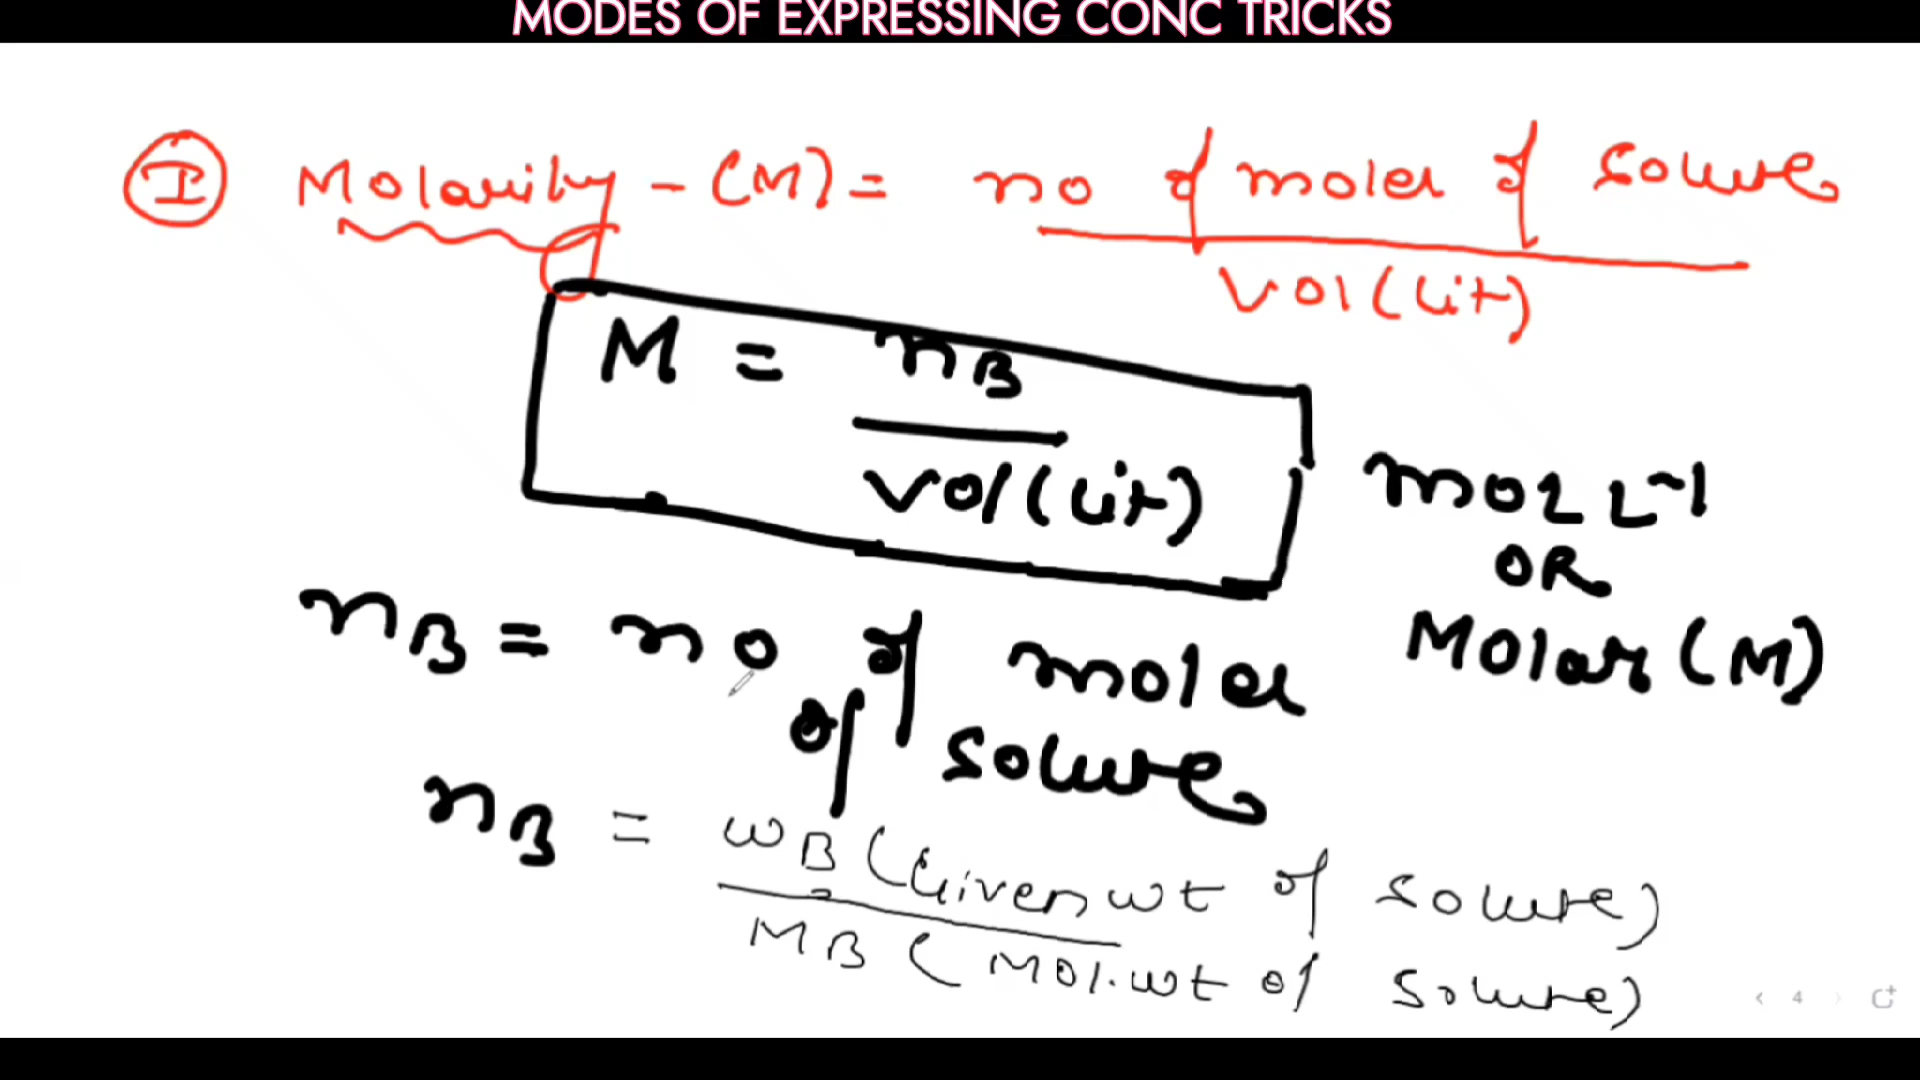 MODES OF EXPRESSING CONC TRICKS
I Molarity - (M) = no of moles of solute
Vol (Lit)
M = nB
Vol (Lit)
mol L-1
OR
Molar (M)
nB = no of moles
of solute
nB = WB (Given wt of solute)
MB (Mol. wt of solute)
4